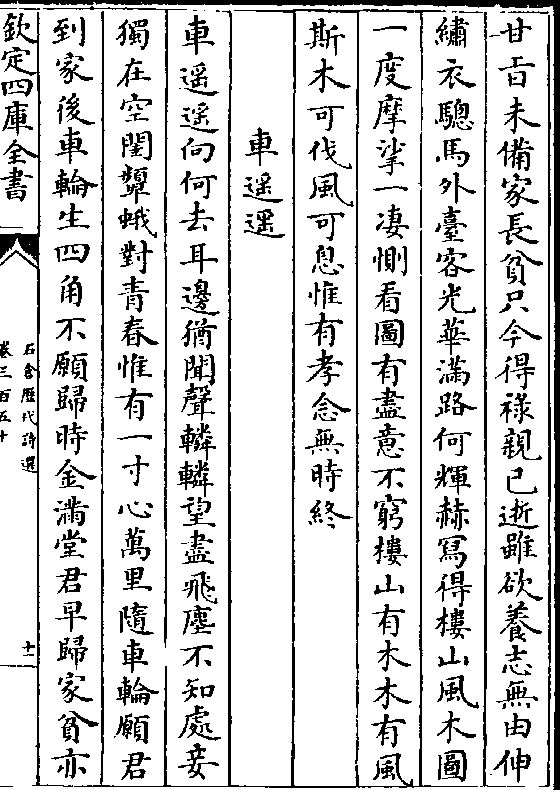 甘旨未備家長貧只今得祿親已逝雖欲養志無由伸
繡衣驄馬外臺客光華滿路何輝赫冩得樓山風木圖
一度摩挲一凄惻看圖有盡意不窮樓山有木木有風
斯木可伐風可息惟有孝念無時終
車遥遥
車遥遥向何去耳邊猶聞聲轔轔望盡飛塵不知處妾
獨在空閨顰蛾對青春惟有一寸心萬里隨車輪願君
到家後車輪生四角不願歸時金滿堂君早歸家貧亦
欽定四庫全書
石倉歷代詩選
卷三百五十
十一